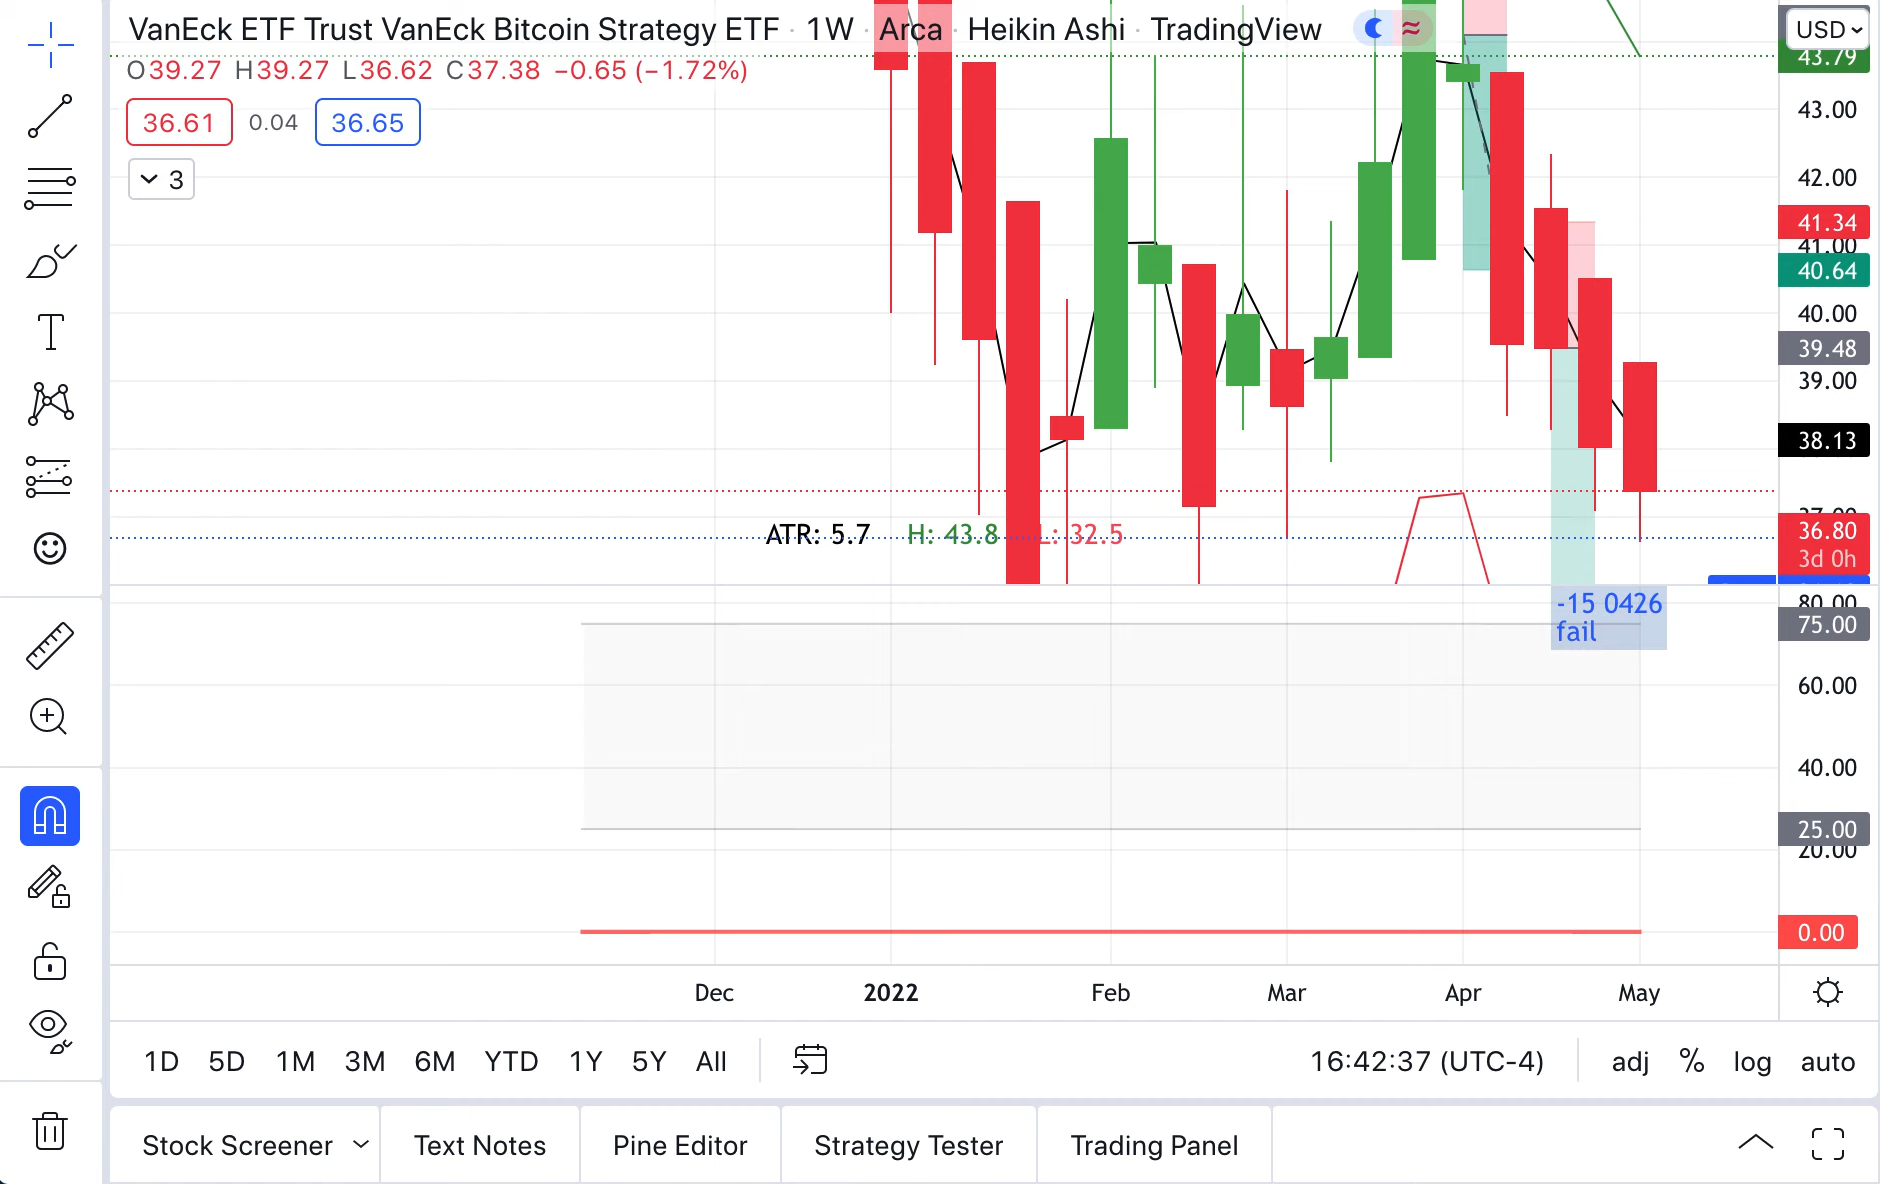 VanEck ETF Trust VanEck Bitcoin Strategy ETF · 1W · Arca · Heikin Ashi · TradingView
USD
O39.27 H39.27 L36.62 C37.38 −0.65 (−1.72%)
43.79
36.61 0.04 36.65
43.00
3
42.00
41.34
41.00
40.64
40.00
39.48
39.00
38.13
37.00
ATR: 5.7 H: 43.8 L: 32.5
36.80
3d 0h
-15 0426
fail
80.00
75.00
60.00
40.00
25.00
20.00
0.00
Dec 2022 Feb Mar Apr May
1D 5D 1M 3M 6M YTD 1Y 5Y All 16:42:37 (UTC-4) adj % log auto
Stock Screener Text Notes Pine Editor Strategy Tester Trading Panel